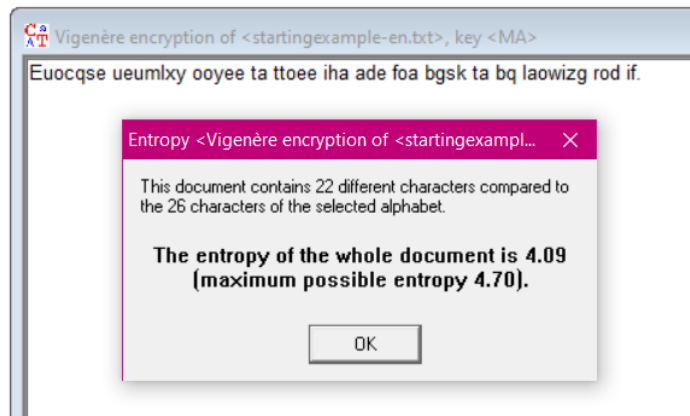 Vigenère encryption of <startingexample-en.txt>, key <MA>
Euocqse ueumlxy ooyee ta ttoee iha ade foa bgsk ta bq laowizg rod if.
Entropy <Vigenère encryption of <startingexampl...
This document contains 22 different characters compared to
the 26 characters of the selected alphabet.
The entropy of the whole document is 4.09
(maximum possible entropy 4.70).
OK